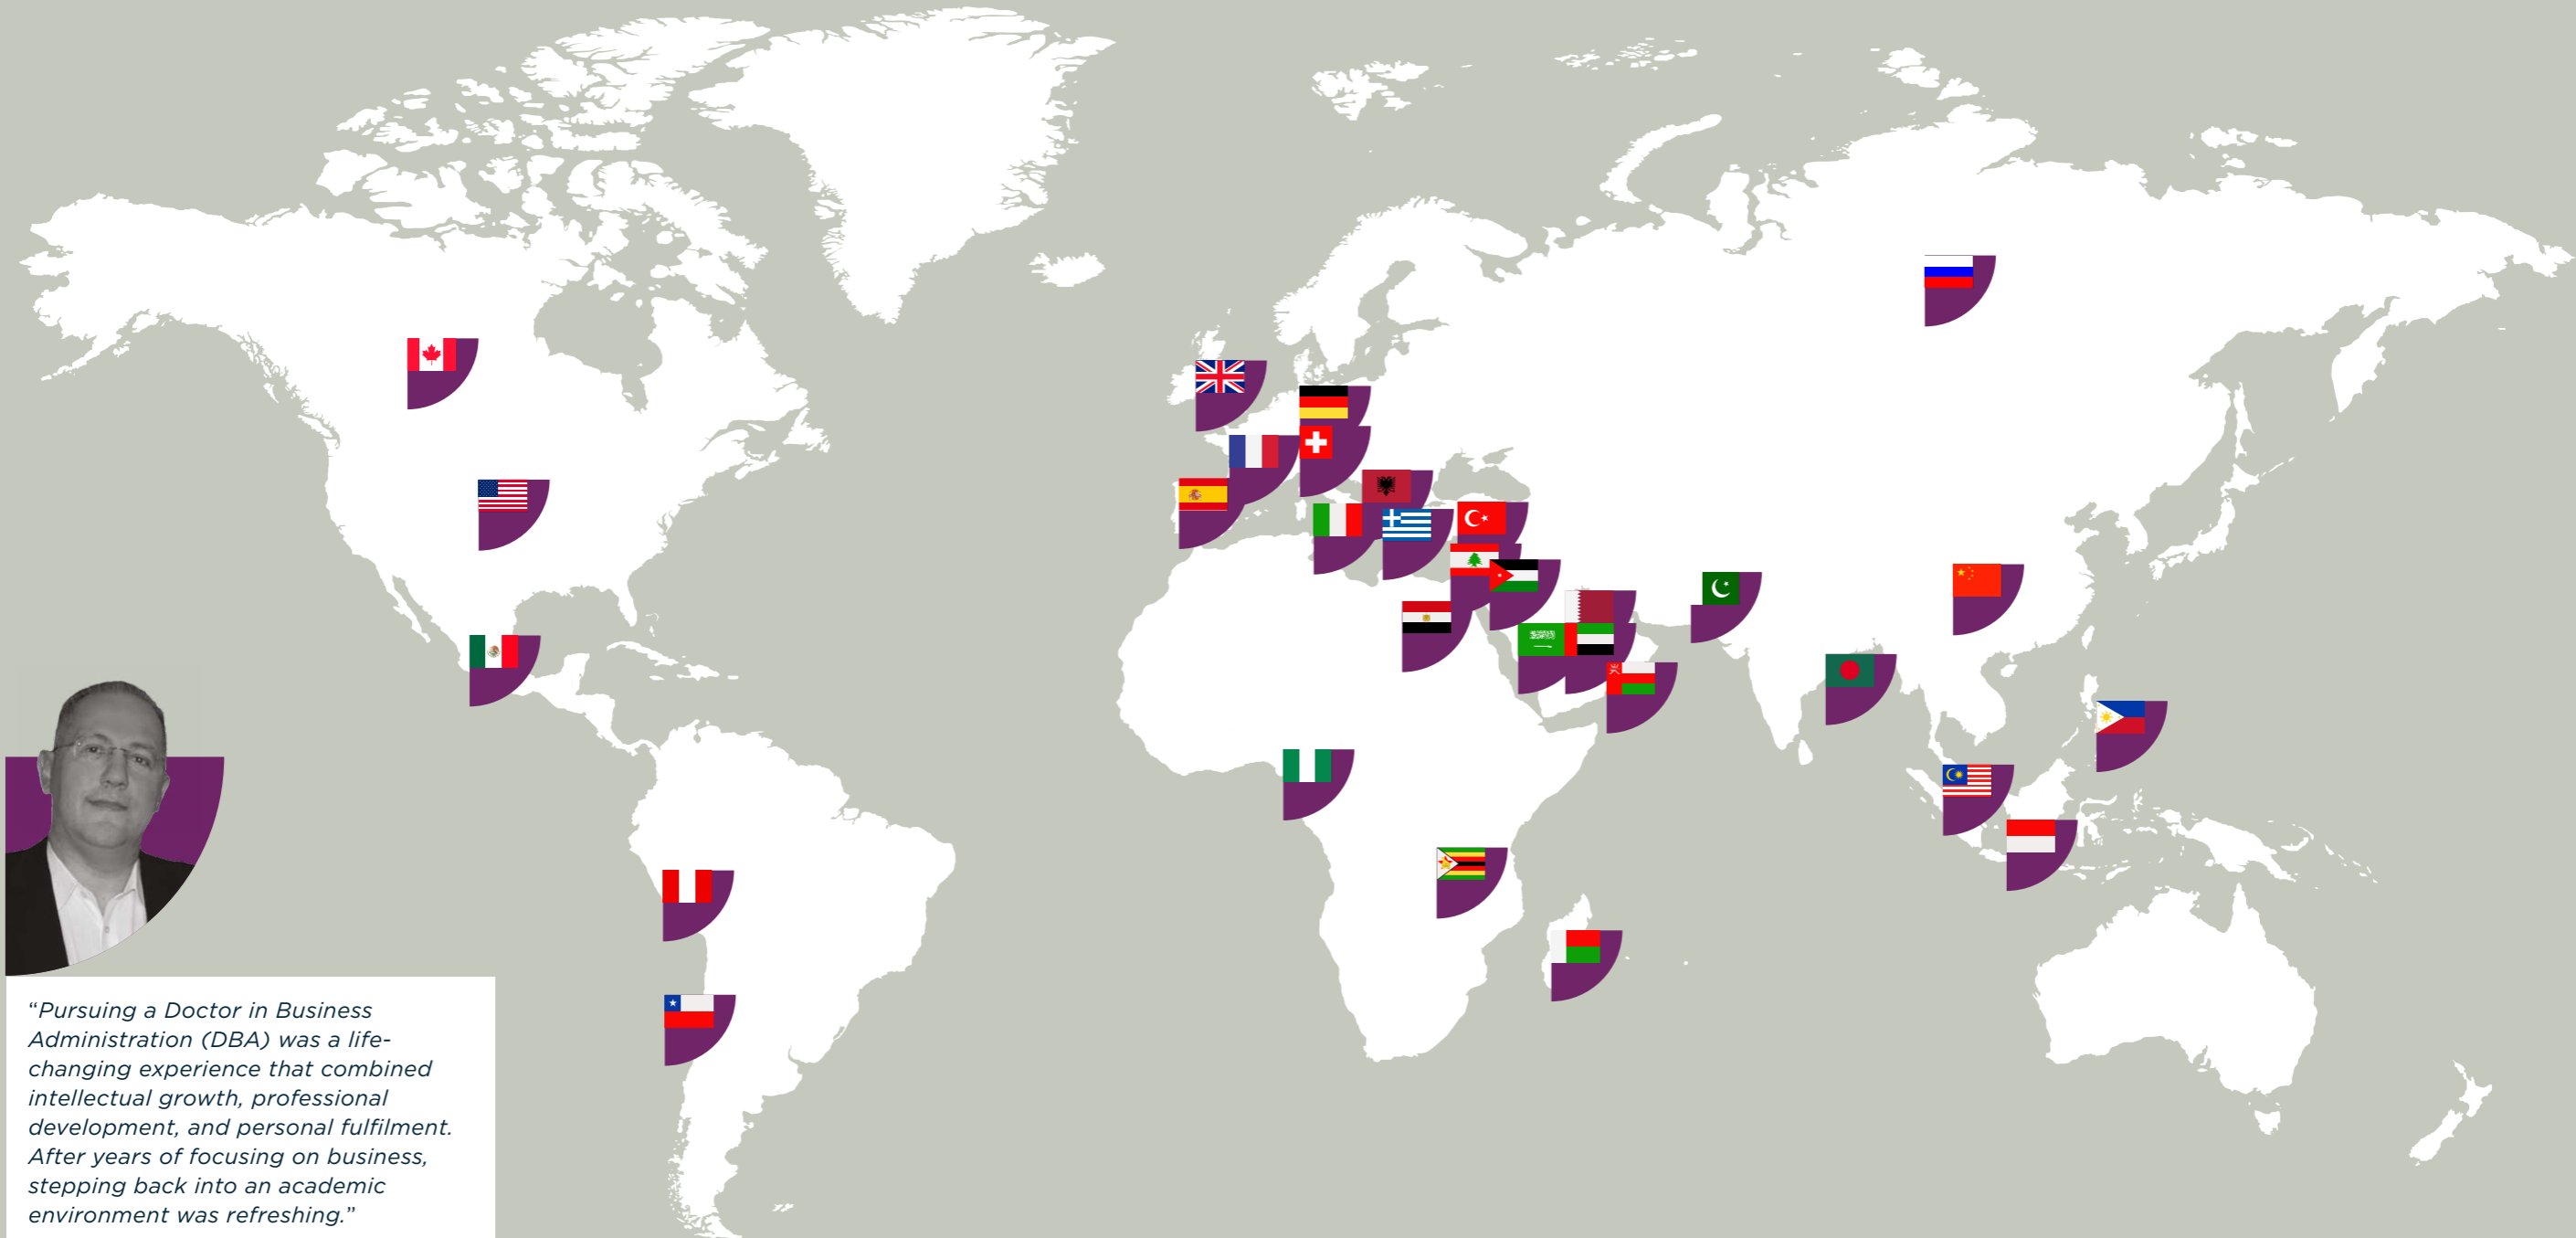 “Pursuing a Doctor in Business
Administration (DBA) was a life-
changing experience that combined
intellectual growth, professional
development, and personal fulfilment.
After years of focusing on business,
stepping back into an academic
environment was refreshing.”